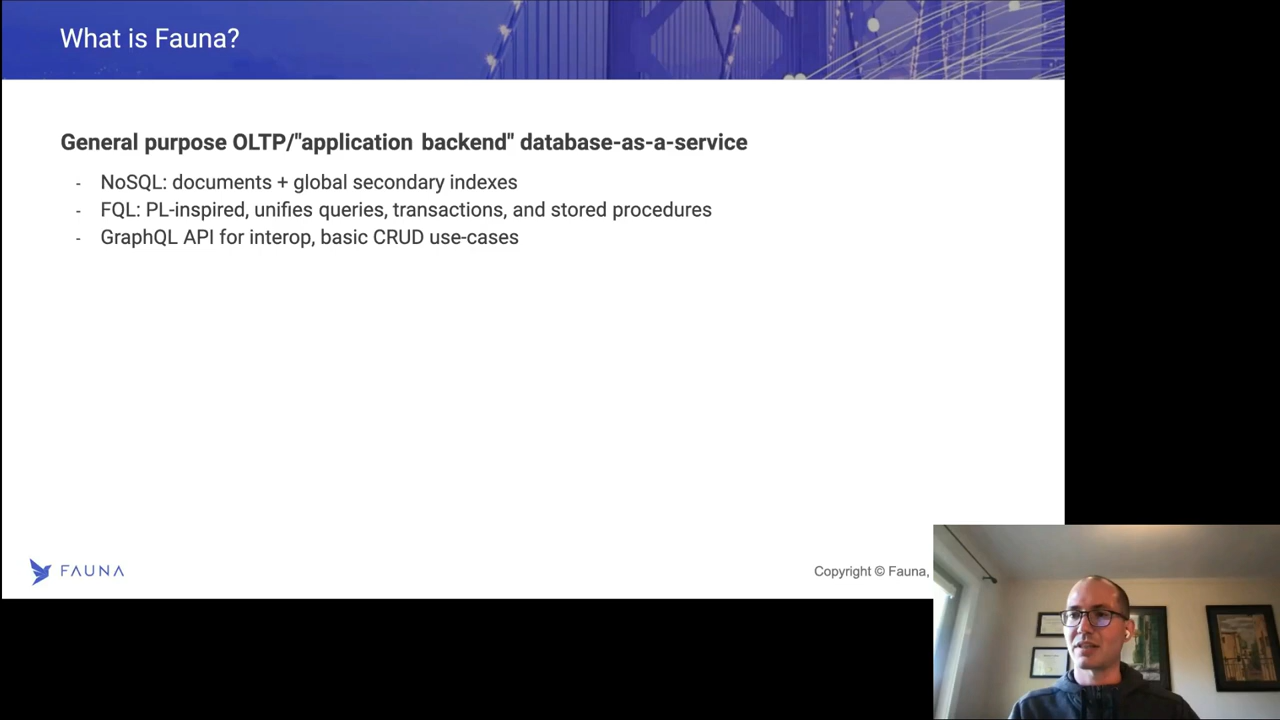 What is Fauna?
General purpose OLTP/"application backend" database-as-a-service
- NoSQL: documents + global secondary indexes
- FQL: PL-inspired, unifies queries, transactions, and stored procedures
- GraphQL API for interop, basic CRUD use-cases
FAUNA
Copyright © Fauna,